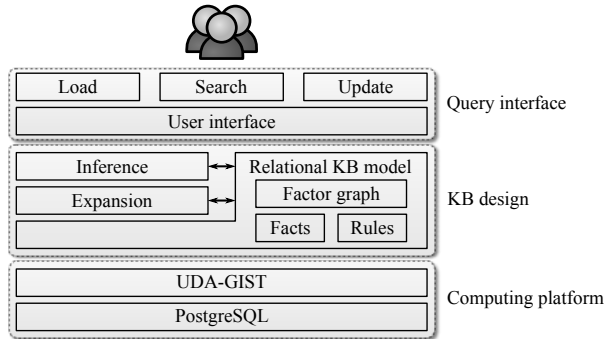 Load
Search
Update
User interface
Query interface
Inference
Relational KB model
Factor graph
Expansion
Facts
Rules
KB design
UDA-GIST
PostgreSQL
Computing platform